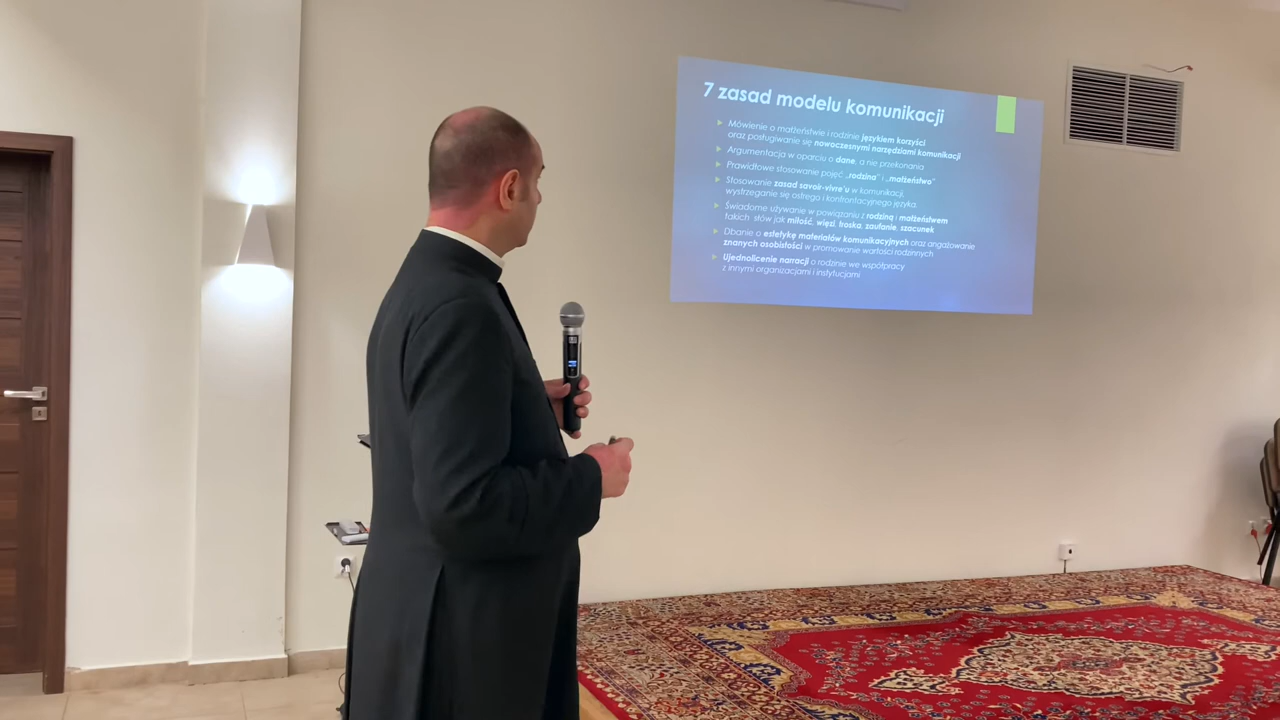 7 zasad modelu komunikacji
Mówienie o małżeństwie i rodzinie językiem korzyści
oraz posługiwanie się nowoczesnymi narzędziami komunikacji
Argumentacja w oparciu o dane, a nie przekonania
Prawidłowe stosowanie pojęć „rodzina" i „małżeństwo"
Stosowanie zasad savoir-vivre'u w komunikacji,
wystrzeganie się ostrego i konfrontacyjnego języka.
Świadome używanie w powiązaniu z rodziną i małżeństwem
takich słów jak miłość, więzi, troska, zaufanie, szacunek
Dbanie o estetykę materiałów komunikacyjnych oraz angażowanie
znanych osobistości w promowanie wartości rodzinnych
Ujednolicenie narracji o rodzinie we współpracy
z innymi organizacjami i instytucjami